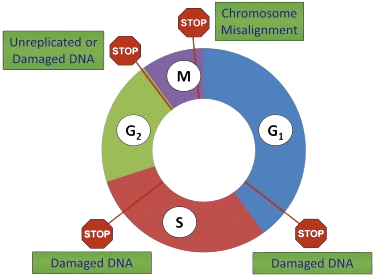 Chromosome
Misalignment
STOP
Unreplicated or
Damaged DNA
STOP
M
G₂
G₁
S
STOP
STOP
Damaged DNA
Damaged DNA